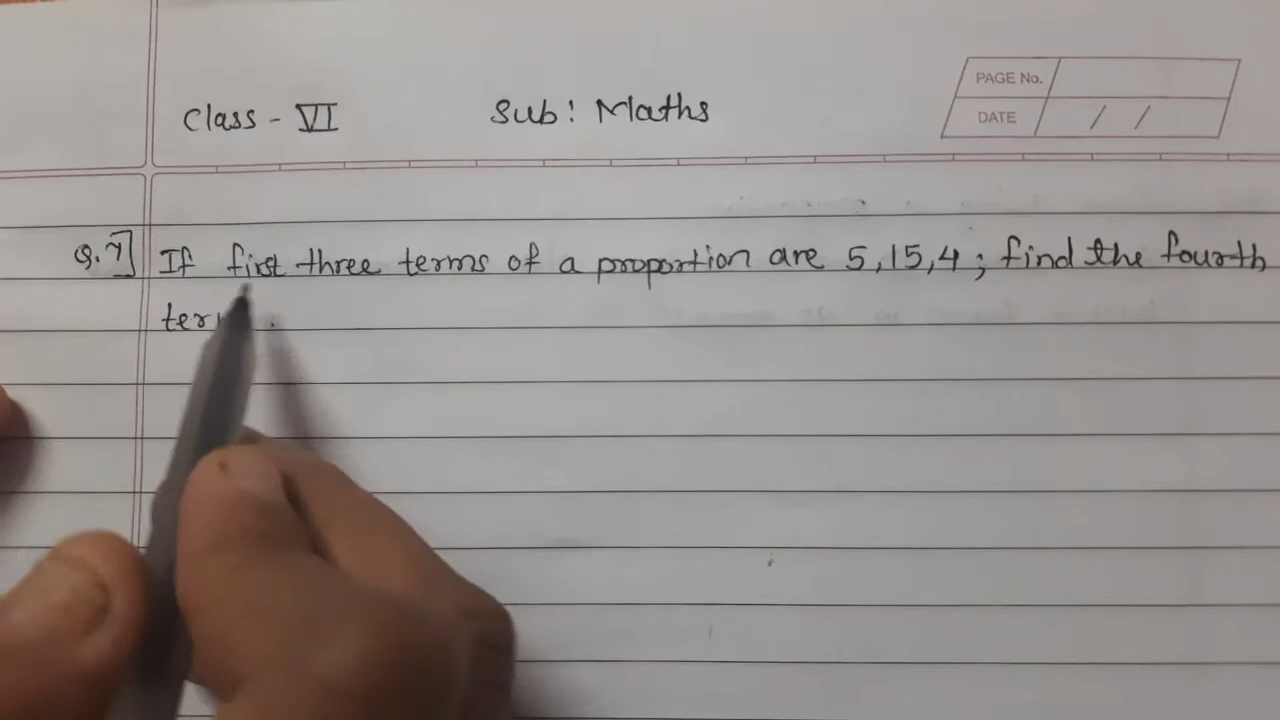 Class - VI Sub: Maths
PAGE No.
DATE / /
Q.7] If first three terms of a proportion are 5,15,4; find the fourth